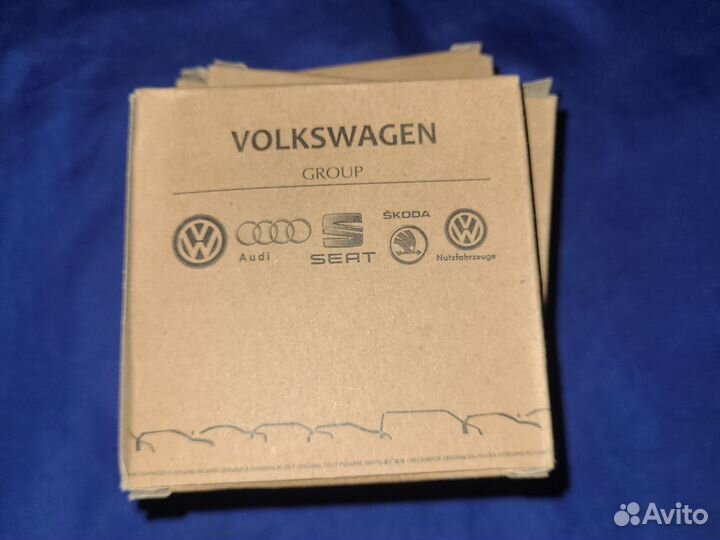 VOLKSWAGEN
GROUP
ŠKODA
Audi
SEAT
Nutzfahrzeuge
Avito